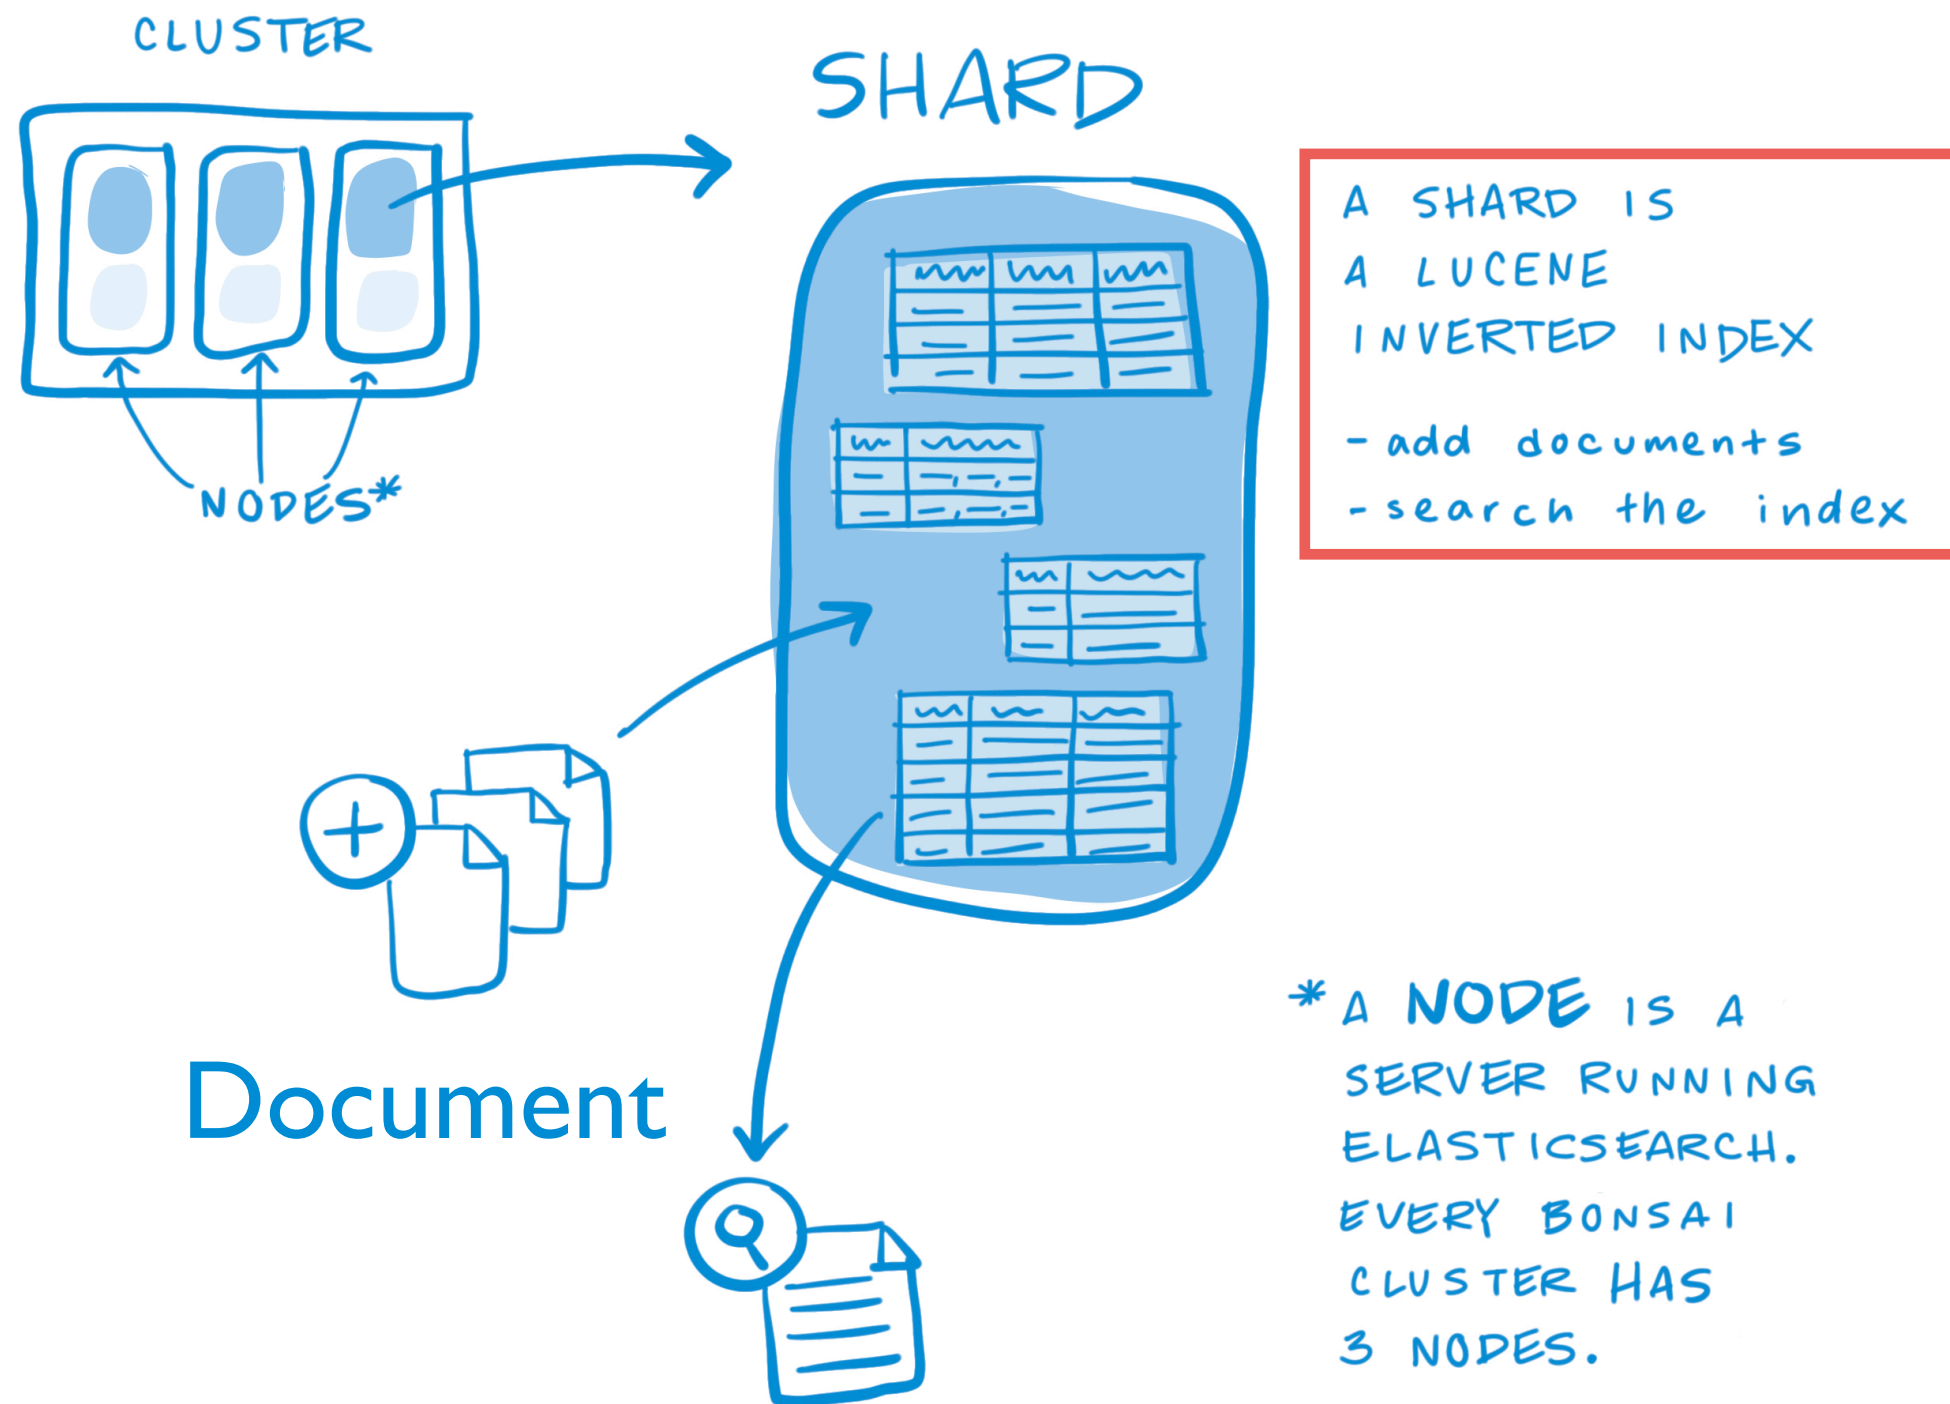 CLUSTER
SHARD
A SHARD IS
A LUCENE
INVERTED INDEX
- add documents
- search the index
NODES*
Document
* A NODE IS A
SERVER RUNNING
ELASTICSEARCH.
EVERY BONSAI
CLUSTER HAS
3 NODES.